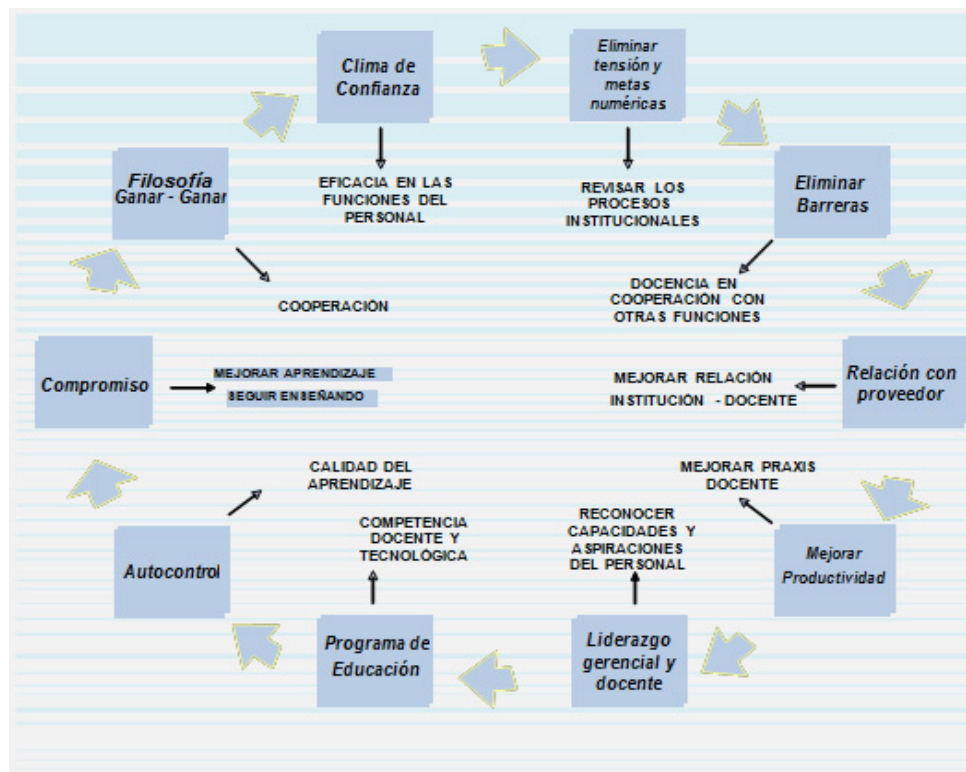 Clima de
Confianza
Eliminar
tensión y
metas
numéricas
Filosofía
Ganar - Ganar
EFICACIA EN LAS
FUNCIONES DEL
PERSONAL
REVISAR LOS
PROCESOS
INSTITUCIONALES
Eliminar
Barreras
COOPERACIÓN
DOCENCIA EN
COOPERACIÓN CON
OTRAS FUNCIONES
Compromiso
MEJORAR APRENDIZAJE
SEGUIR ENSEÑANDO
MEJORAR RELACIÓN
INSTITUCIÓN - DOCENTE
Relación con
proveedor
CALIDAD DEL
APRENDIZAJE
MEJORAR PRAXIS
DOCENTE
Autocontrol
COMPETENCIA
DOCENTE Y
TECNOLÓGICA
RECONOCER
CAPACIDADES Y
ASPIRACIONES
DEL PERSONAL
Mejorar
Productividad
Programa de
Educación
Liderazgo
gerencial y
docente